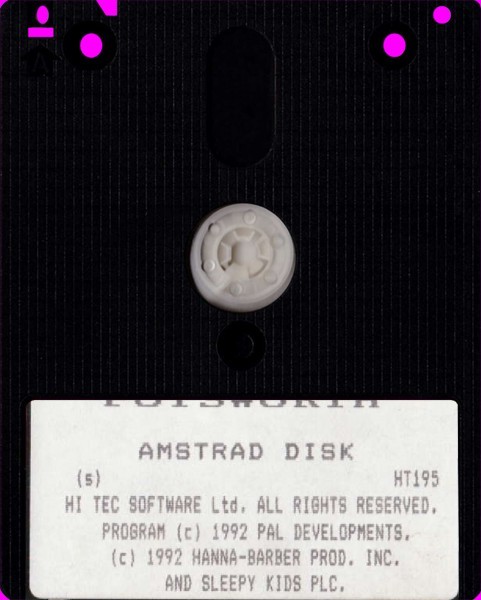 POTSWORTH
AMSTRAD DISK
(s) HT195
HI TEC SOFTWARE Ltd. ALL RIGHTS RESERVED.
PROGRAM (c) 1992 PAL DEVELOPMENTS.
(c) 1992 HANNA-BARBER PROD. INC.
AND SLEEPY KIDS PLC.